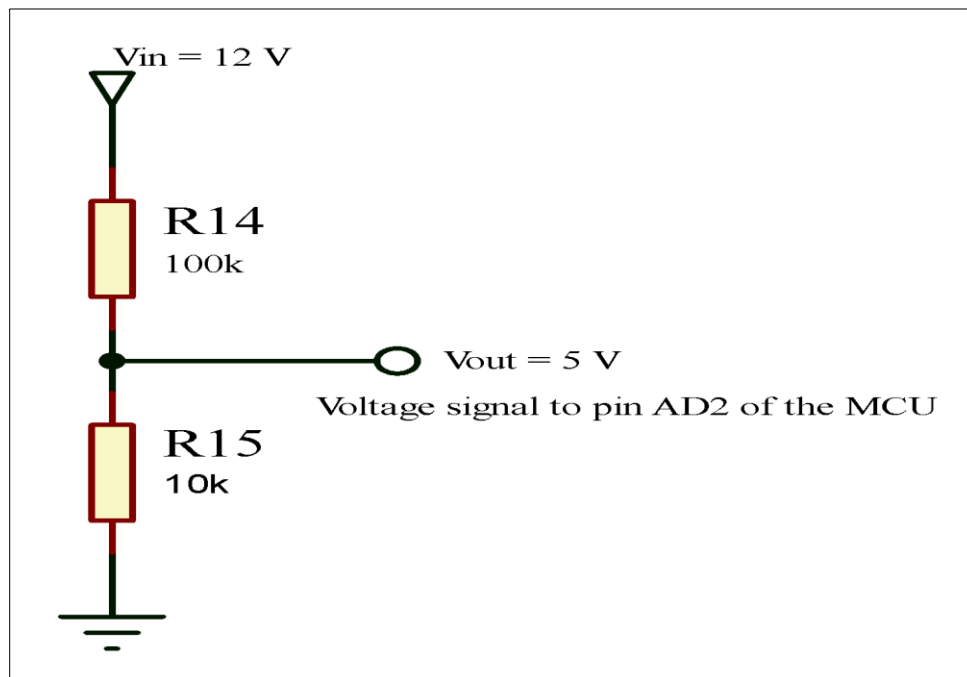 Vin = 12 V
R14
100k
Vout = 5 V
Voltage signal to pin AD2 of the MCU
R15
10k